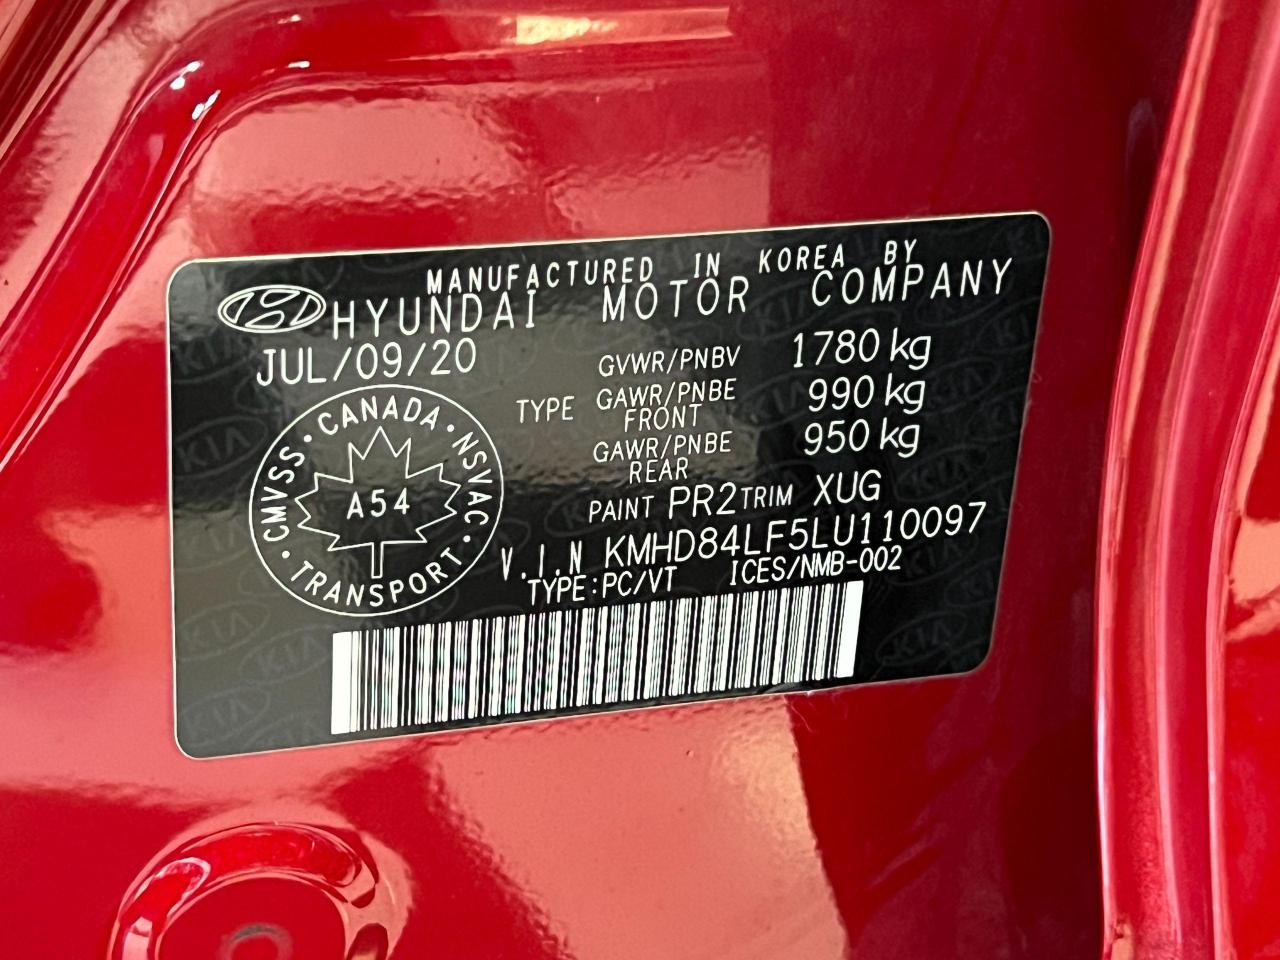 MANUFACTURED IN KOREA BY
HYUNDAI MOTOR COMPANY
JUL/09/20
GVWR/PNBV 1780 kg
TYPE GAWR/PNBE FRONT 990 kg
GAWR/PNBE REAR 950 kg
PAINT PR2 TRIM XUG
V.I.N KMHD84LF5LU110097
TYPE:PC/VT ICES/NMB-002
CMVSS · CANADA · NSVAC · TRANSPORT ·
A54
KIA